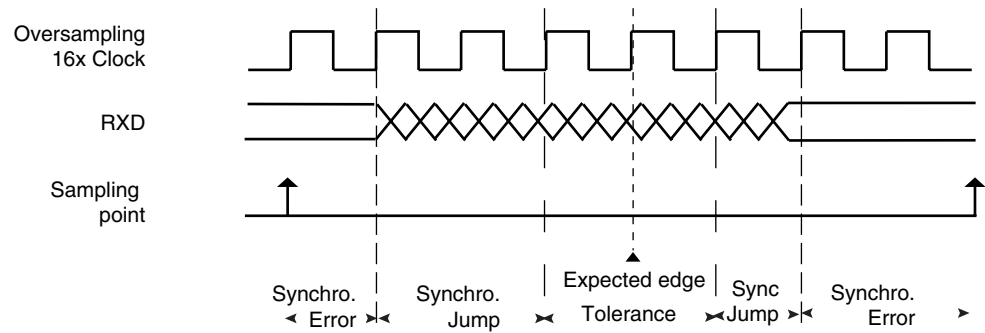 Oversampling
16x Clock
RXD
Sampling
point
Expected edge
Synchro.
Error
Synchro.
Jump
Tolerance
Sync
Jump
Synchro.
Error